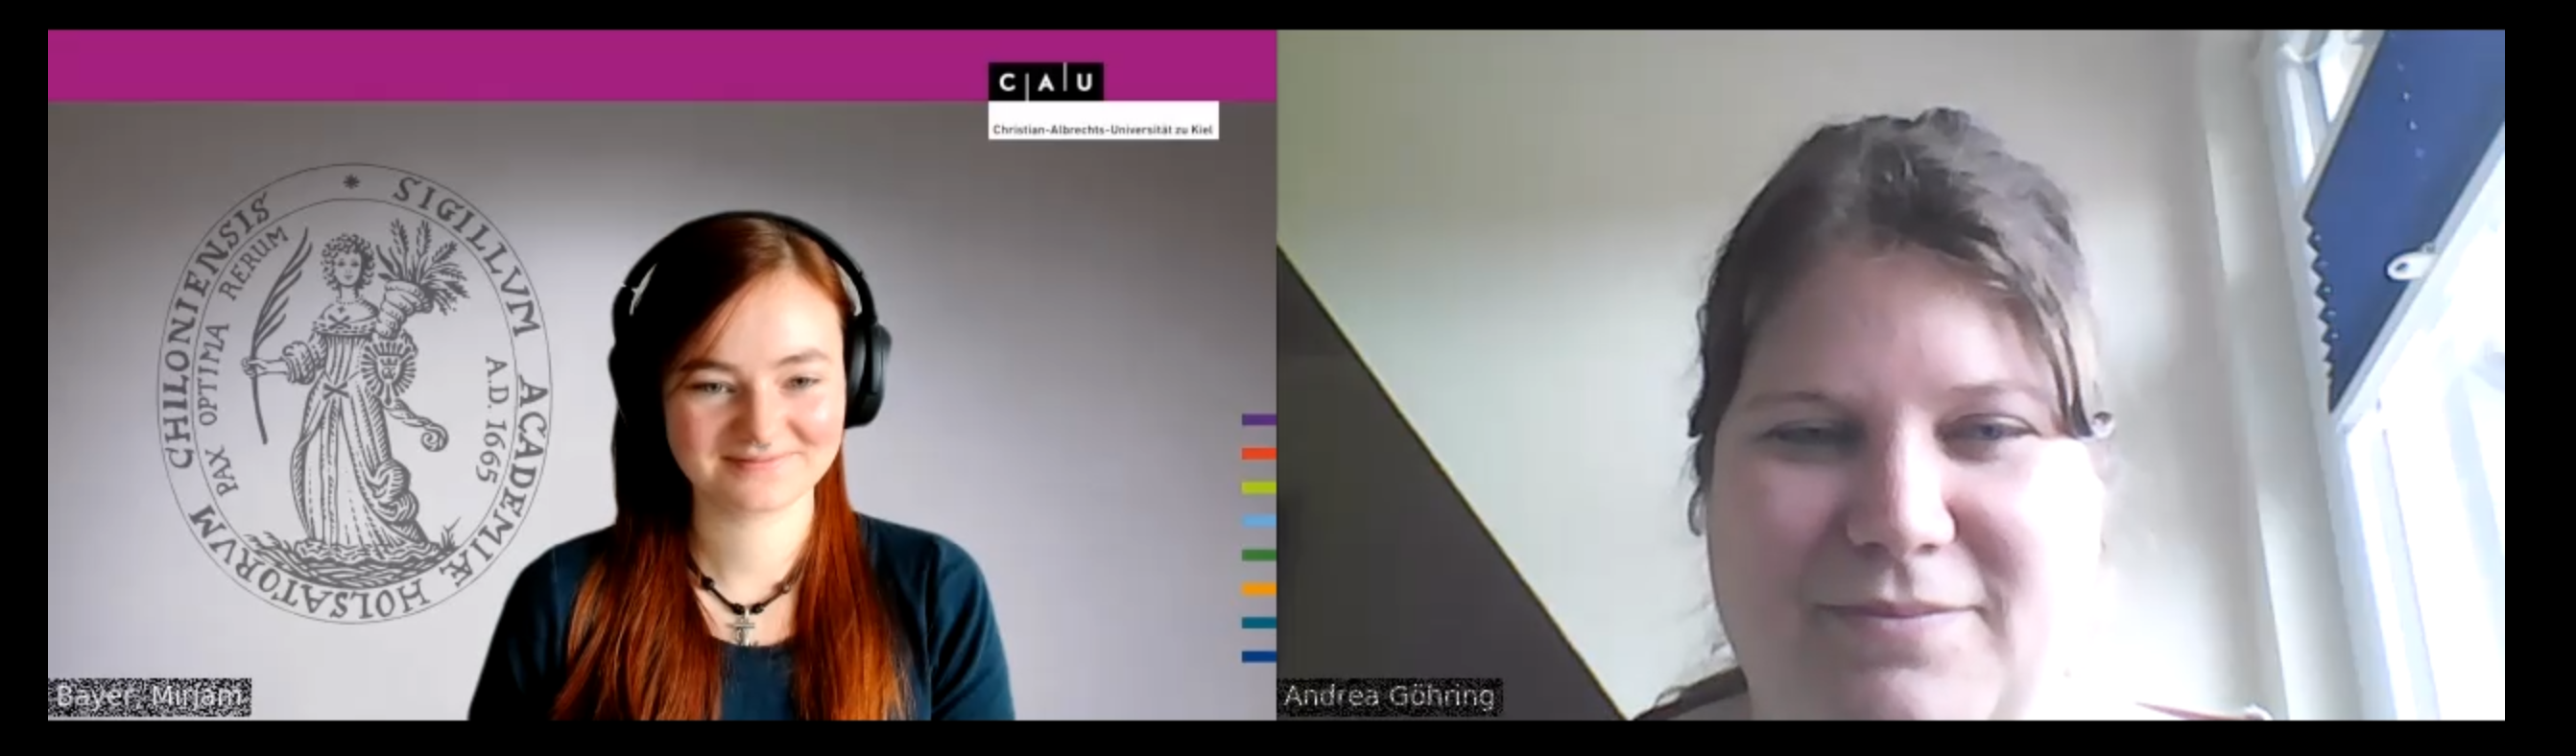 C A U
Christian-Albrechts-Universität zu Kiel
SIGILLVM ACADEMIÆ HOLSATORVM CHILONIENSIS *
PAX OPTIMA RERUM
A.D. 1665
Bayer, Mirjam
Andrea Göhring